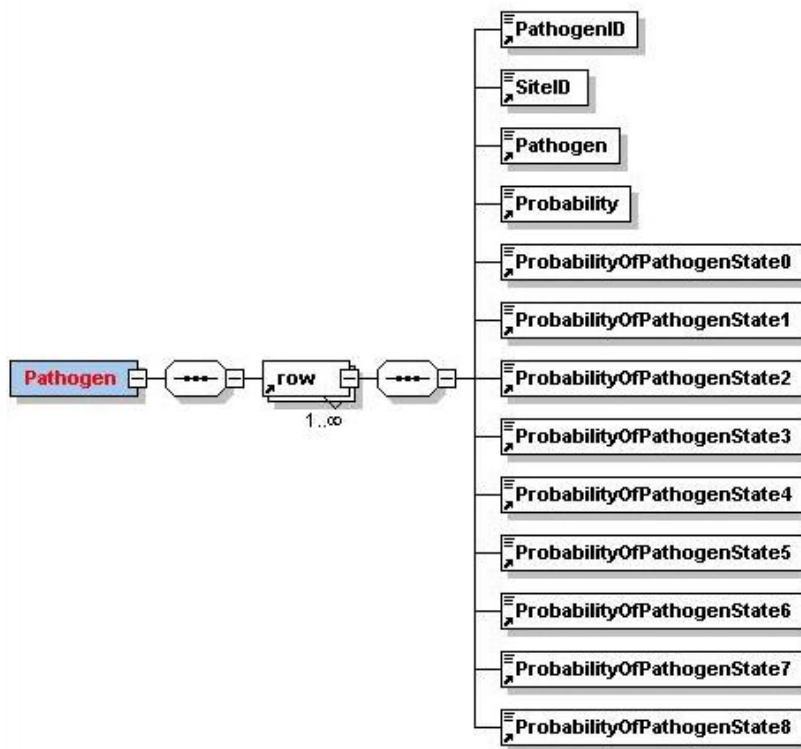 PathogenID
SiteID
Pathogen
Probability
ProbabilityOfPathogenState0
ProbabilityOfPathogenState1
Pathogen
row
ProbabilityOfPathogenState2
1..∞
ProbabilityOfPathogenState3
ProbabilityOfPathogenState4
ProbabilityOfPathogenState5
ProbabilityOfPathogenState6
ProbabilityOfPathogenState7
ProbabilityOfPathogenState8